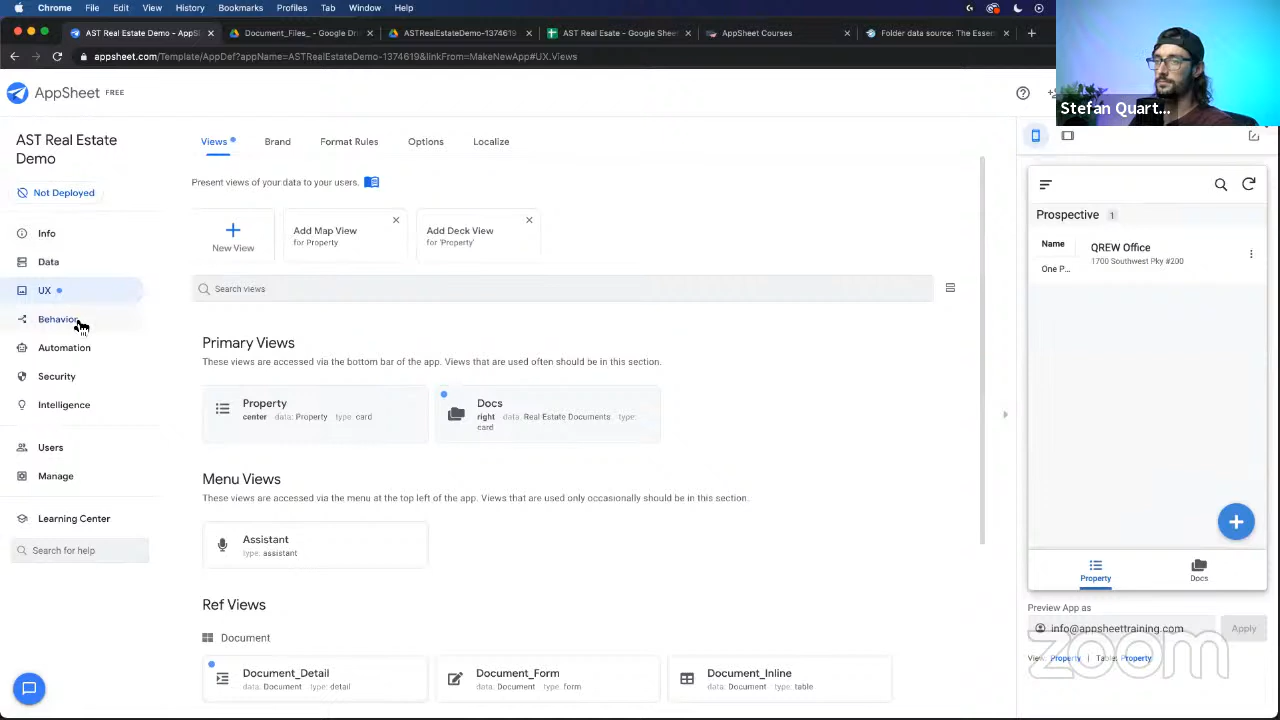 Chrome File Edit View History Bookmarks Profiles Tab Window Help
AST Real Estate Demo - AppS
Document_Files_ - Google Dri
ASTRealEstateDemo-1374619
AST Real Esate - Google Sheet
AppSheet Courses
Folder data source: The Essen
appsheet.com/Template/AppDef?appName=ASTRealEstateDemo-1374619&linkFrom=MakeNewApp#UX.Views
Stefan Quart...
AppSheet FREE
AST Real Estate
Demo
Not Deployed
Info
Data
UX
Behavior
Automation
Security
Intelligence
Users
Manage
Learning Center
Search for help
Views
Brand
Format Rules
Options
Localize
Present views of your data to your users.
New View
Add Map View
for Property
Add Deck View
for 'Property'
Search views
Primary Views
These views are accessed via the bottom bar of the app. Views that are used often should be in this section.
Property
center data: Property type: card
Docs
right data: Real Estate Documents type:
card
Menu Views
These views are accessed via the menu at the top left of the app. Views that are used only occasionally should be in this section.
Assistant
type: assistant
Ref Views
Document
Document_Detail
data: Document type: detail
Document_Form
data: Document type: form
Document_Inline
data: Document type: table
Prospective 1
Name
One P...
QREW Office
1700 Southwest Pky #200
Property
Docs
Preview App as
info@appsheettraining.com
Apply
View: Property | Table: Property
zoom